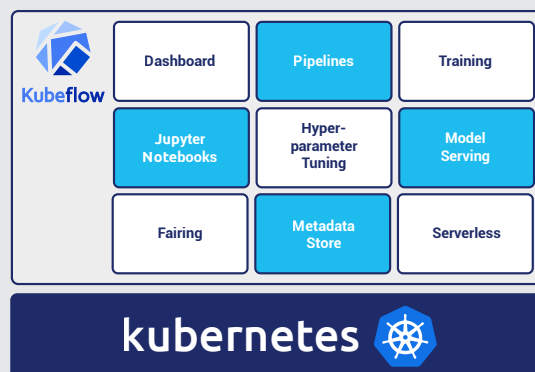 Kubeflow
Dashboard
Pipelines
Training
Jupyter
Notebooks
Hyper-
parameter
Tuning
Model
Serving
Fairing
Metadata
Store
Serverless
kubernetes